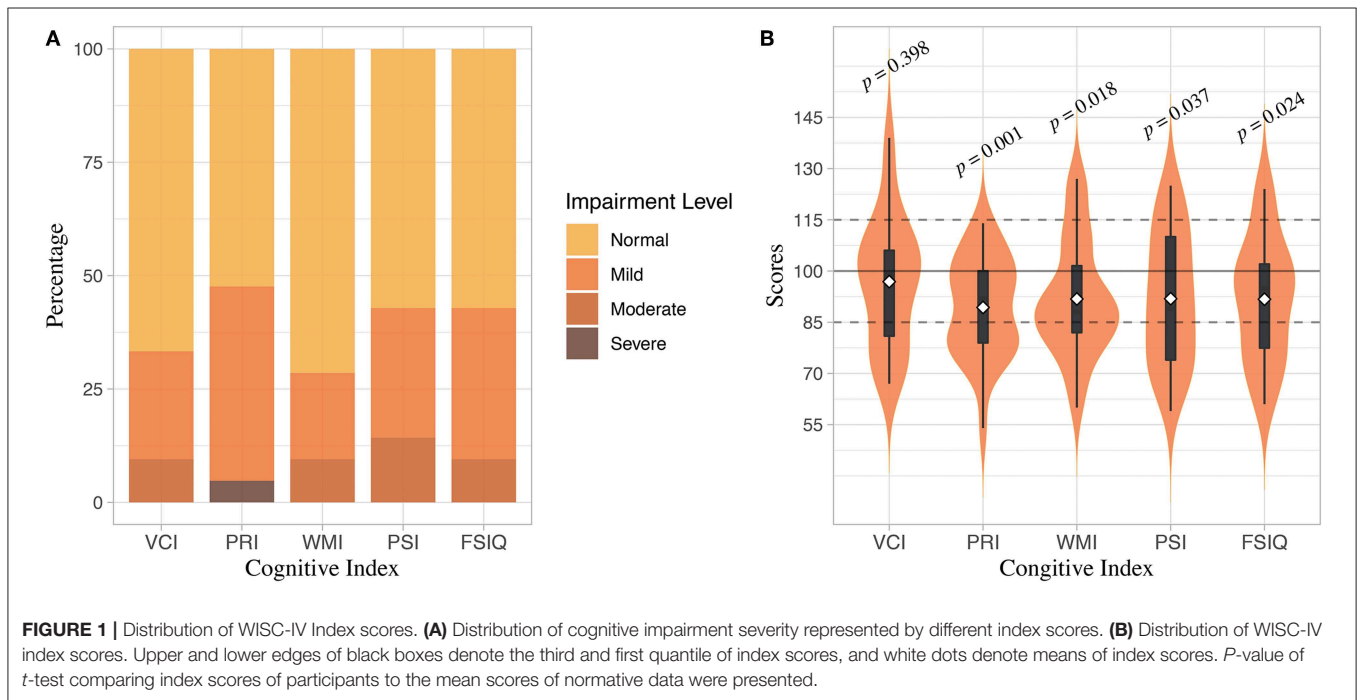 A
100
75
50
25
0
Percentage
VCI PRI WMI PSI FSIQ
Cognitive Index
Impairment Level
Normal
Mild
Moderate
Severe
B
p = 0.398
p = 0.001
p = 0.018
p = 0.037
p = 0.024
145
130
115
100
85
70
55
Scores
VCI PRI WMI PSI FSIQ
Congitive Index
FIGURE 1 | Distribution of WISC-IV Index scores. (A) Distribution of cognitive impairment severity represented by different index scores. (B) Distribution of WISC-IV
index scores. Upper and lower edges of black boxes denote the third and first quantile of index scores, and white dots denote means of index scores. P-value of
t-test comparing index scores of participants to the mean scores of normative data were presented.